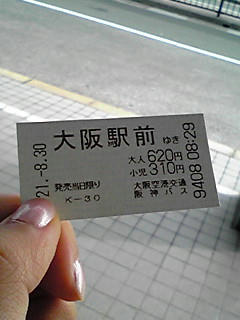 大阪駅前 ゆき
大人620円
小児310円
21.-8.30
発売当日限り
K-30
大阪空港交通
阪神バス
9408 08:29